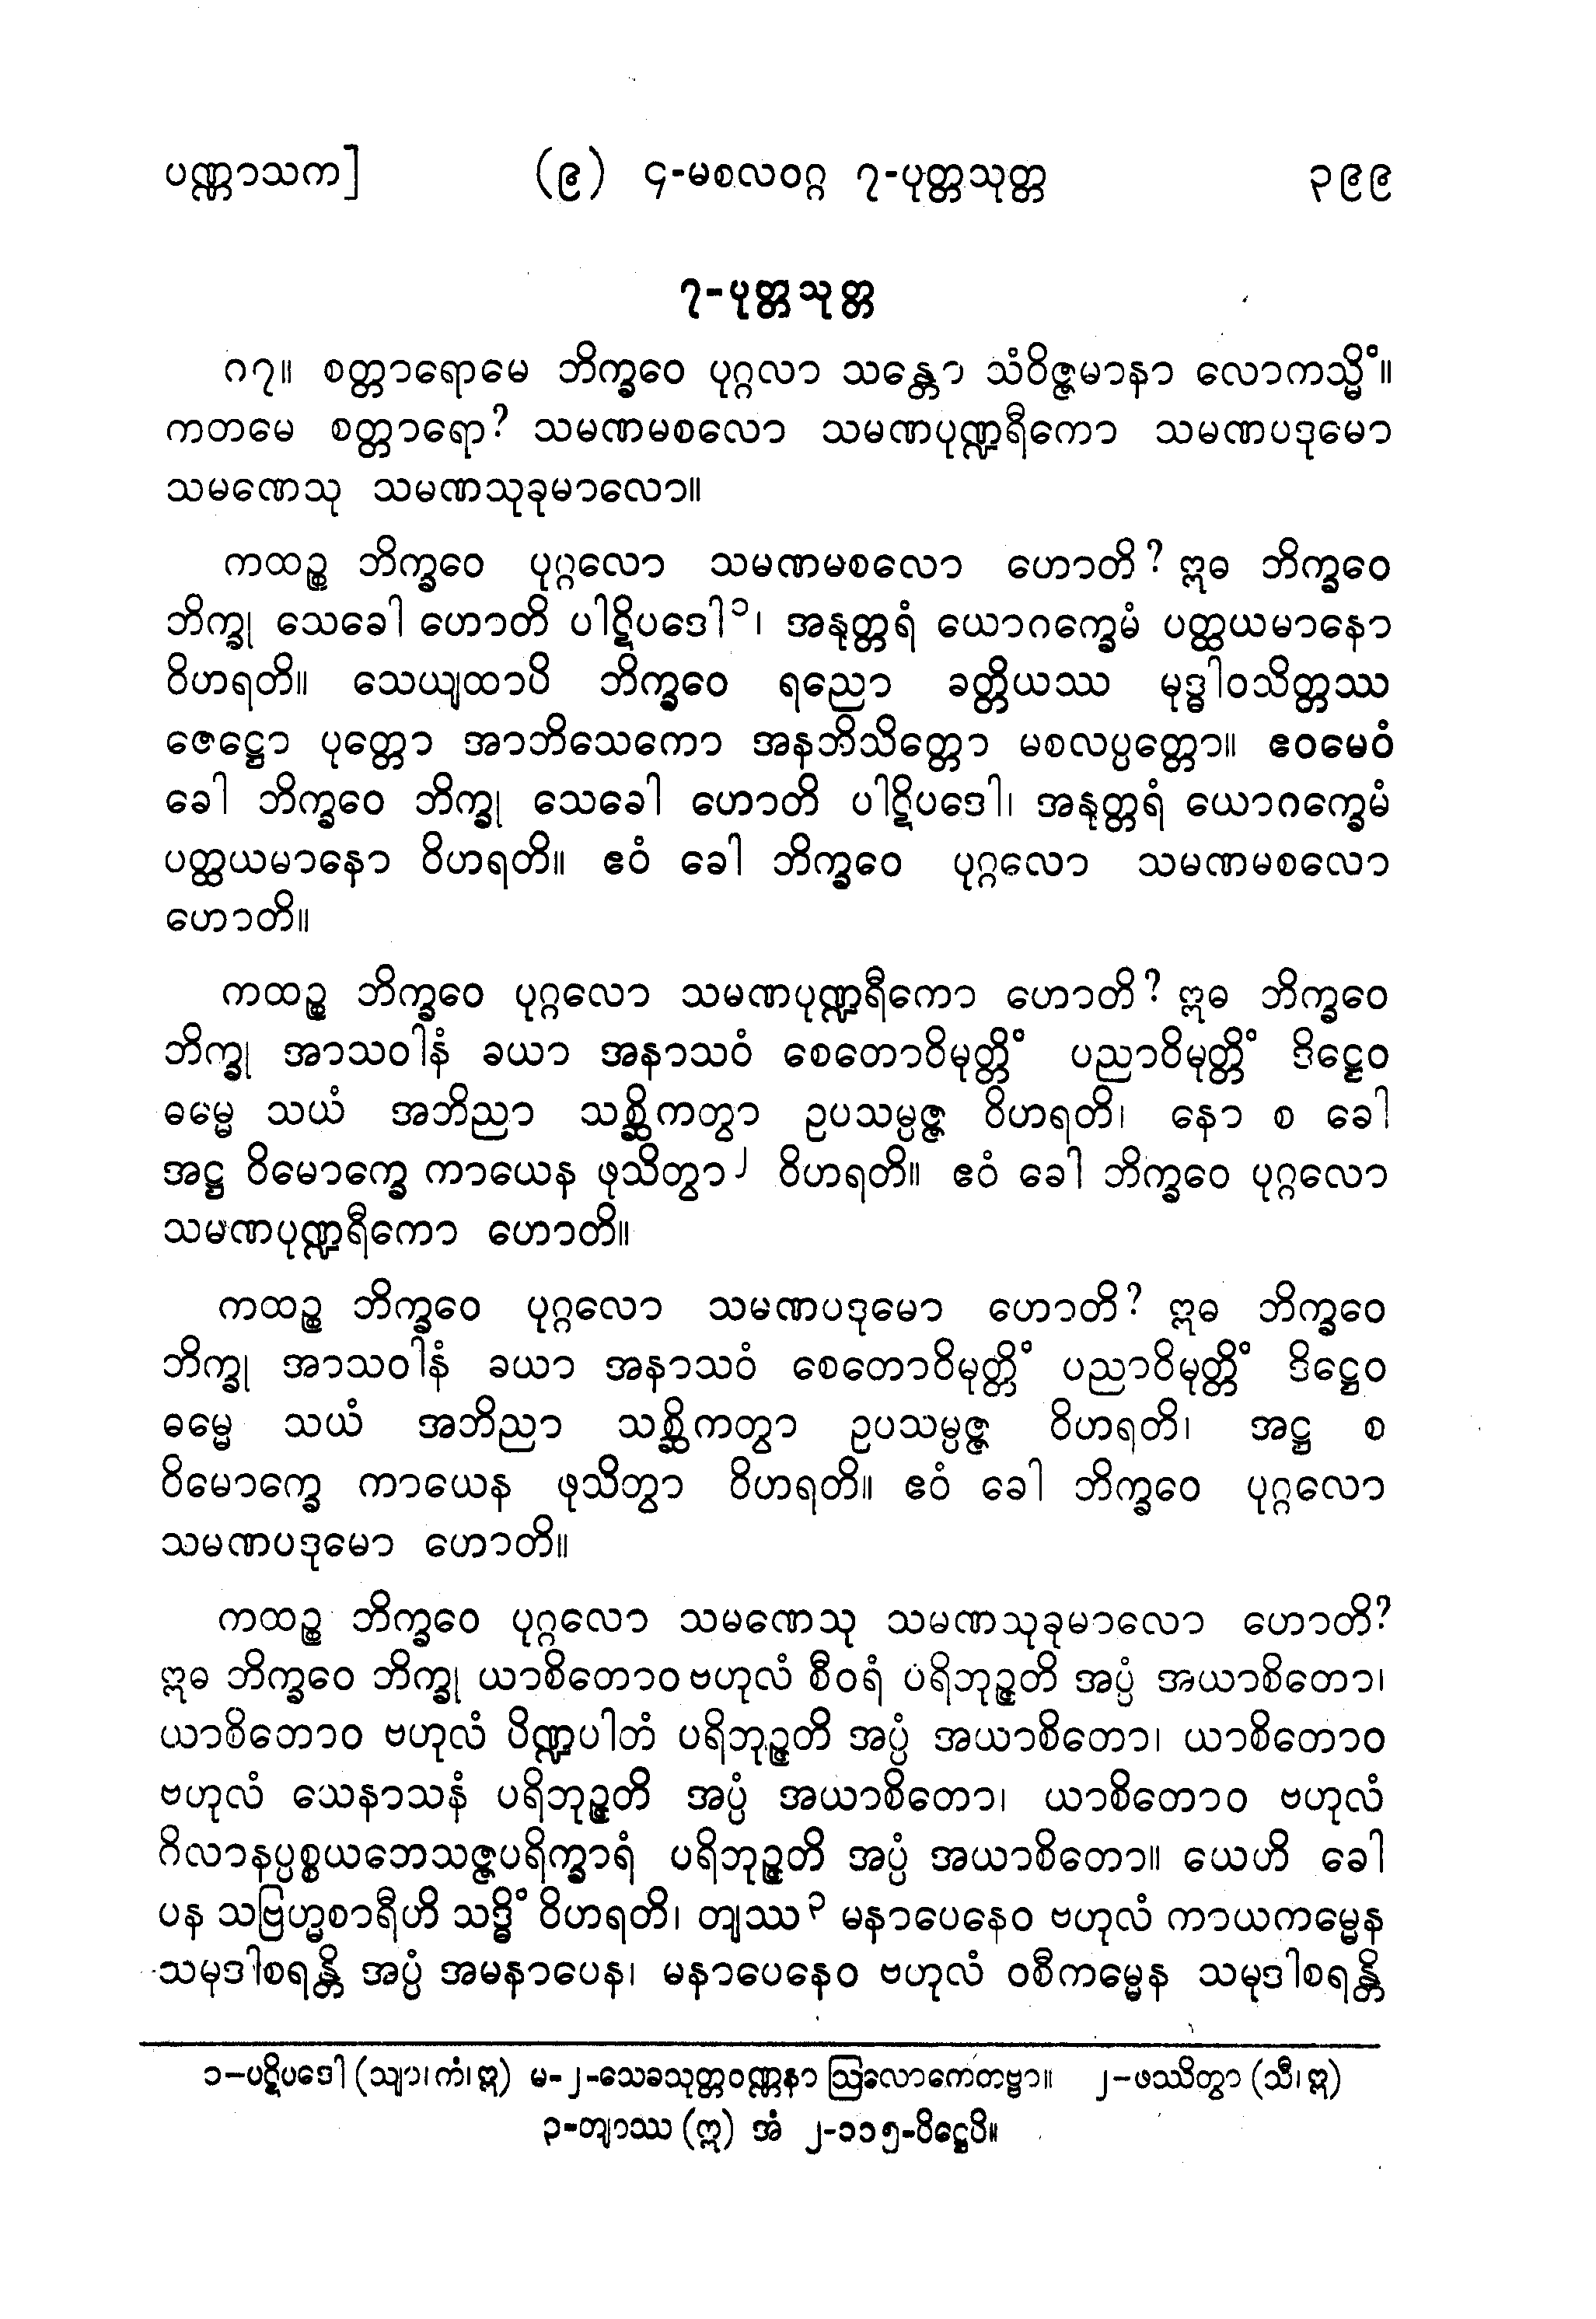 ပဏ္ဏာသက] (၉) ၄-မစလဝဂ္ဂ ၇-ပုတ္တသုတ္တ ၃၉၉
၇-ပုတ္တသုတ္တ
၈၇။ စတ္တာရောမေ ဘိက္ခဝေ ပုဂ္ဂလာ သန္တော သံဝိဇ္ဇမာနာ လောကသ္မိံ။
ကတမေ စတ္တာရော? သမဏမစလော သမဏပုဏ္ဍရီကော သမဏပဒုမော
သမဏေသု သမဏသုခုမာလော။
ကထဉ္စ ဘိက္ခဝေ ပုဂ္ဂလော သမဏမစလော ဟောတိ? ဣဓ ဘိက္ခဝေ
ဘိက္ခု သေခေါ ဟောတိ ပါဋိပဒေါ၁၊ အနုတ္တရံ ယောဂက္ခေမံ ပတ္ထယမာနော
ဝိဟရတိ။ သေယျထာပိ ဘိက္ခဝေ ရညော ခတ္တိယဿ မုဒ္ဓါဝသိတ္တဿ
ဇေဋ္ဌော ပုတ္တော အာဘိသေကော အနဘိသိတ္တော မစလပ္ပတ္တော။ ဧဝမေဝံ
ခေါ ဘိက္ခဝေ ဘိက္ခု သေခေါ ဟောတိ ပါဋိပဒေါ၊ အနုတ္တရံ ယောဂက္ခေမံ
ပတ္ထယမာနော ဝိဟရတိ။ ဧဝံ ခေါ ဘိက္ခဝေ ပုဂ္ဂလော သမဏမစလော
ဟောတိ။
ကထဉ္စ ဘိက္ခဝေ ပုဂ္ဂလော သမဏပုဏ္ဍရီကော ဟောတိ? ဣဓ ဘိက္ခဝေ
ဘိက္ခု အာသဝါနံ ခယာ အနာသဝံ စေတောဝိမုတ္တိံ ပညာဝိမုတ္တိံ ဒိဋ္ဌေဝ
ဓမ္မေ သယံ အဘိညာ သစ္ဆိကတွာ ဥပသမ္ပဇ္ဇ ဝိဟရတိ၊ နော စ ခေါ
အဋ္ဌ ဝိမောက္ခေ ကာယေန ဖုသိတွာ၂ ဝိဟရတိ။ ဧဝံ ခေါ ဘိက္ခဝေ ပုဂ္ဂလော
သမဏပုဏ္ဍရီကော ဟောတိ။
ကထဉ္စ ဘိက္ခဝေ ပုဂ္ဂလော သမဏပဒုမော ဟောတိ? ဣဓ ဘိက္ခဝေ
ဘိက္ခု အာသဝါနံ ခယာ အနာသဝံ စေတောဝိမုတ္တိံ ပညာဝိမုတ္တိံ ဒိဋ္ဌေဝ
ဓမ္မေ သယံ အဘိညာ သစ္ဆိကတွာ ဥပသမ္ပဇ္ဇ ဝိဟရတိ၊ အဋ္ဌ စ
ဝိမောက္ခေ ကာယေန ဖုသိတွာ ဝိဟရတိ။ ဧဝံ ခေါ ဘိက္ခဝေ ပုဂ္ဂလော
သမဏပဒုမော ဟောတိ။
ကထဉ္စ ဘိက္ခဝေ ပုဂ္ဂလော သမဏေသု သမဏသုခုမာလော ဟောတိ?
ဣဓ ဘိက္ခဝေ ဘိက္ခု ယာစိတောဝ ဗဟုလံ စီဝရံ ပရိဘုဉ္ဇတိ အပ္ပံ အယာစိတော၊
ယာစိတောဝ ဗဟုလံ ပိဏ္ဍပါတံ ပရိဘုဉ္ဇတိ အပ္ပံ အယာစိတော၊ ယာစိတောဝ
ဗဟုလံ သေနာသနံ ပရိဘုဉ္ဇတိ အပ္ပံ အယာစိတော၊ ယာစိတောဝ ဗဟုလံ
ဂိလာနပ္ပစ္စယဘေသဇ္ဇပရိက္ခာရံ ပရိဘုဉ္ဇတိ အပ္ပံ အယာစိတော။ ယေဟိ ခေါ
ပန သဗြဟ္မစာရီဟိ သဒ္ဓိံ ဝိဟရတိ၊ တျဿ၃ မနာပေနေဝ ဗဟုလံ ကာယကမ္မေန
သမုဒါစရန္တိ အပ္ပံ အမနာပေန၊ မနာပေနေဝ ဗဟုလံ ဝစီကမ္မေန သမုဒါစရန္တိ
၁-ပဋိပဒေါ (သျာ၊ကံ၊ဣ) မ-၂-သေခသုတ္တဝဏ္ဏနာ ဩလောကေတဗ္ဗာ။ ၂-ဖဿိတွာ (သီ၊ဣ)
၃-တျာဿ (ဣ) အံ ၂-၁၁၅-ပိဋ္ဌေပိ။